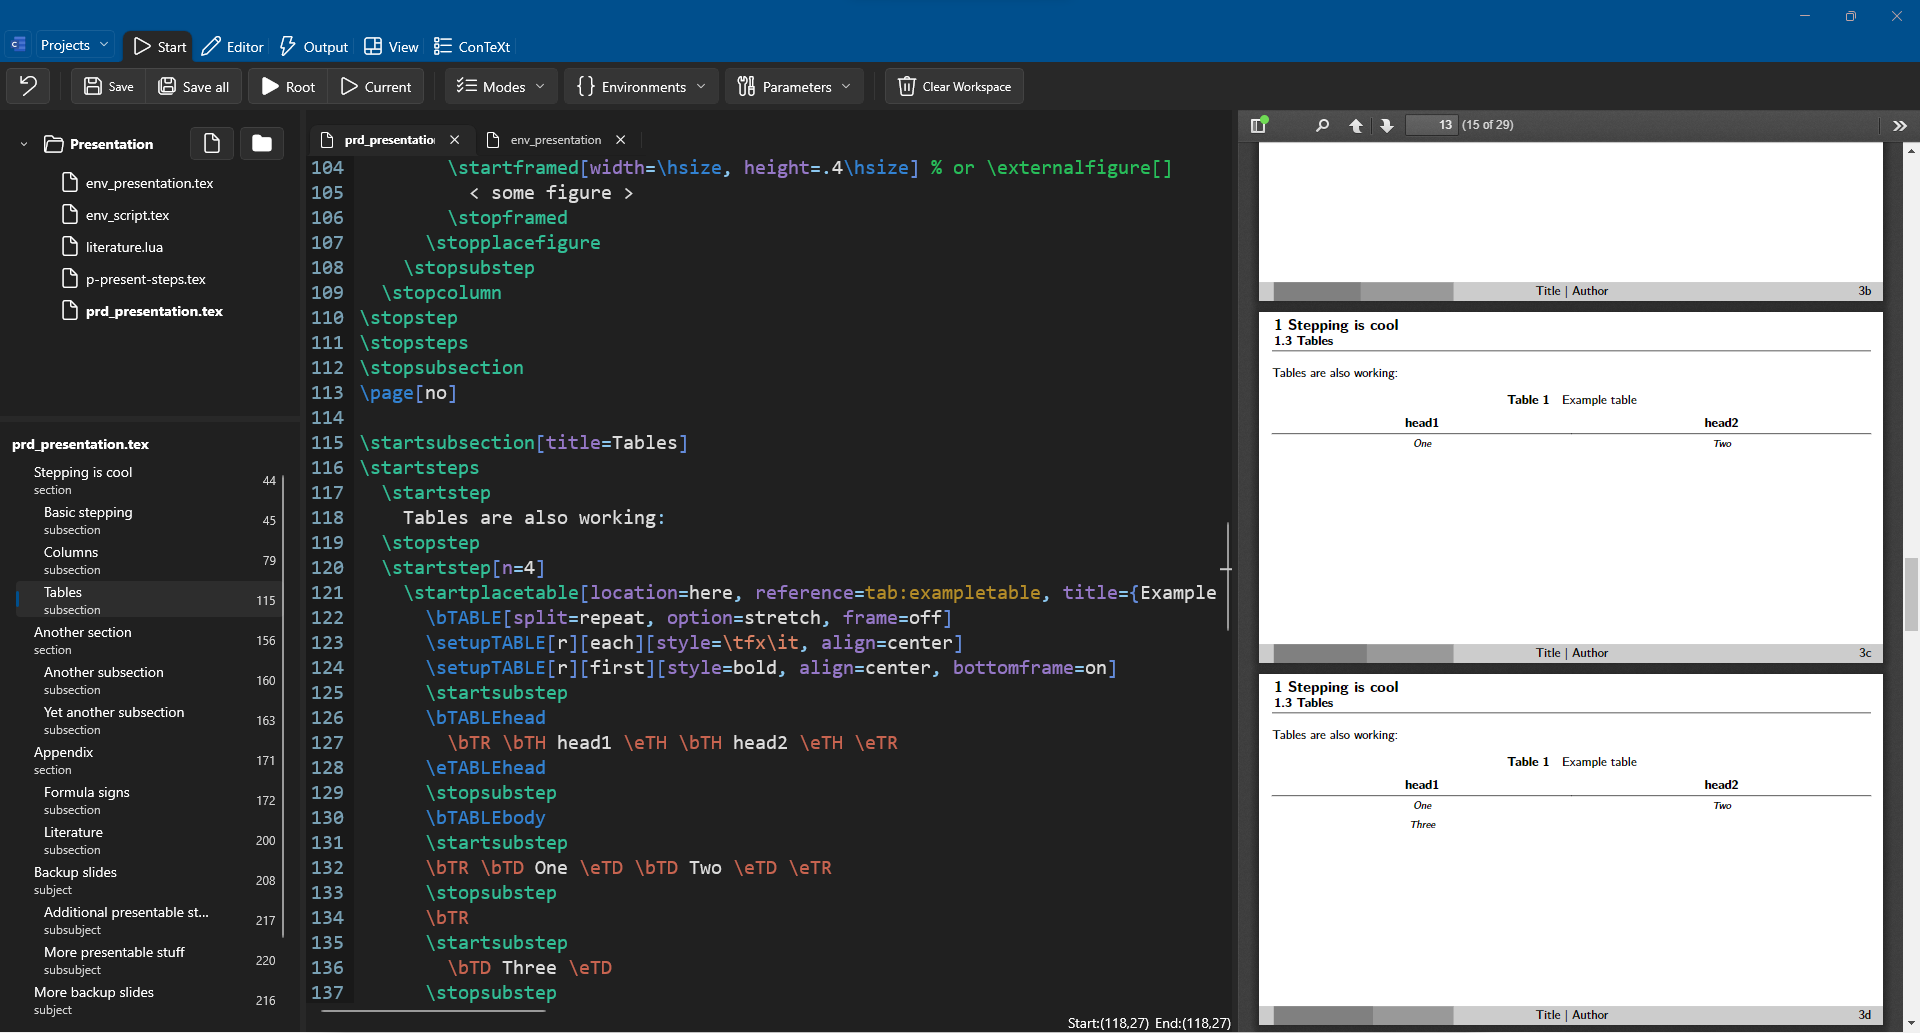 Projects
Start
Editor
Output
View
ConTeXt
Save
Save all
Root
Current
Modes
Environments
Parameters
Clear Workspace
Presentation
env_presentation.tex
env_script.tex
literature.lua
p-present-steps.tex
prd_presentation.tex
prd_presentation.tex
Stepping is cool
section
44
Basic stepping
subsection
45
Columns
subsection
79
Tables
subsection
115
Another section
section
156
Another subsection
subsection
160
Yet another subsection
subsection
163
Appendix
section
171
Formula signs
subsection
172
Literature
subsection
200
Backup slides
subject
208
Additional presentable st...
subsubject
217
More presentable stuff
subsubject
220
More backup slides
subject
216
prd_presentation
env_presentation
104 \startframed[width=\hsize, height=.4\hsize] % or \externalfigure[]
105 < some figure >
106 \stopframed
107 \stopplacefigure
108 \stopsubstep
109 \stopcolumn
110 \stopstep
111 \stopsteps
112 \stopsubsection
113 \page[no]
114
115 \startsubsection[title=Tables]
116 \startsteps
117 \startstep
118 Tables are also working:
119 \stopstep
120 \startstep[n=4]
121 \startplacetable[location=here, reference=tab:exampletable, title={Example
122 \bTABLE[split=repeat, option=stretch, frame=off]
123 \setupTABLE[r][each][style=\tfx\it, align=center]
124 \setupTABLE[r][first][style=bold, align=center, bottomframe=on]
125 \startsubstep
126 \bTABLEhead
127 \bTR \bTH head1 \eTH \bTH head2 \eTH \eTR
128 \eTABLEhead
129 \stopsubstep
130 \bTABLEbody
131 \startsubstep
132 \bTR \bTD One \eTD \bTD Two \eTD \eTR
133 \stopsubstep
134 \bTR
135 \startsubstep
136 \bTD Three \eTD
137 \stopsubstep
Start:(118,27) End:(118,27)
13 (15 of 29)
Title | Author 3b
1 Stepping is cool
1.3 Tables
Tables are also working:
Table 1 Example table
head1 head2
One Two
Title | Author 3c
1 Stepping is cool
1.3 Tables
Tables are also working:
Table 1 Example table
head1 head2
One Two
Three
Title | Author 3d